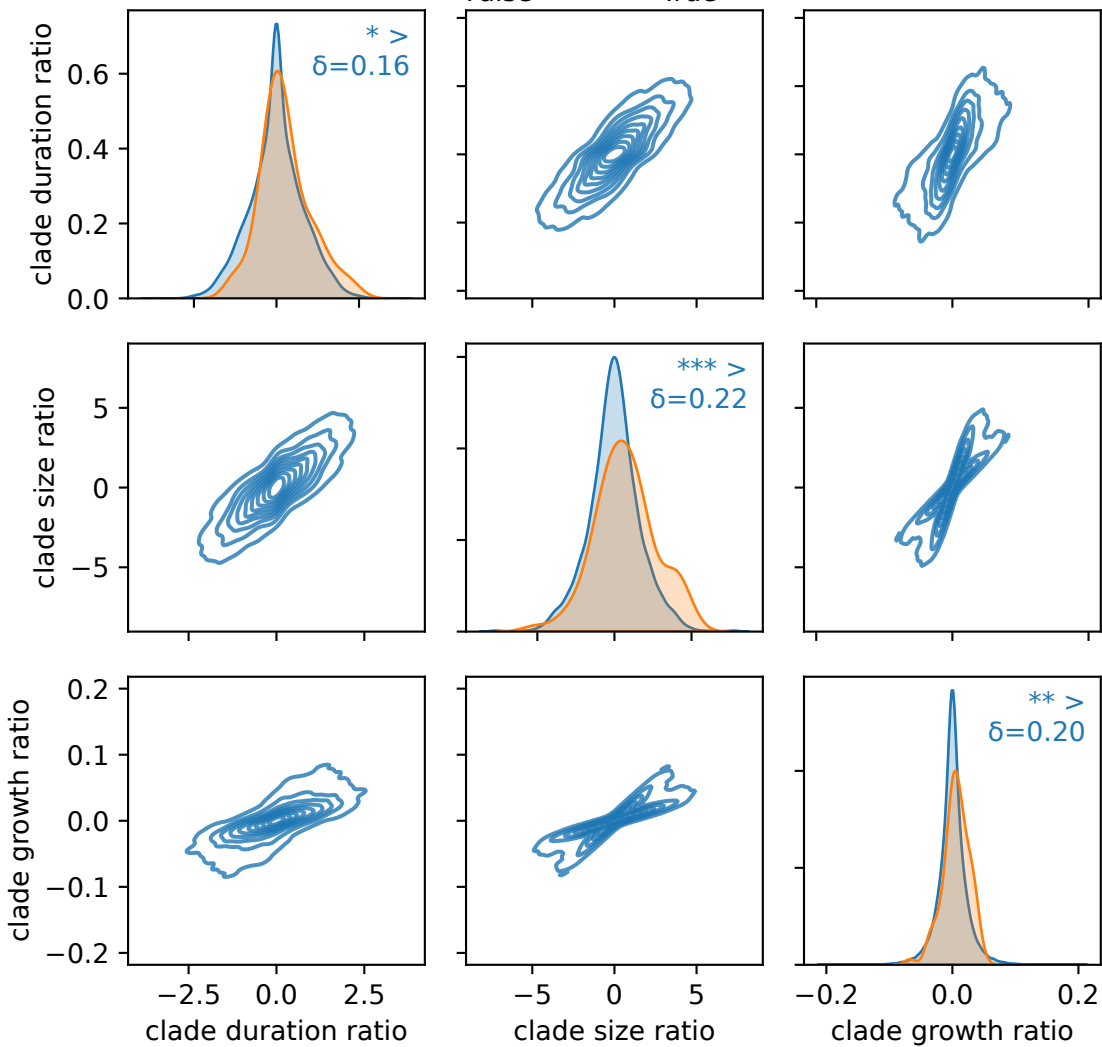 clade duration ratio
0.6
0.4
0.2
0.0
* >
δ=0.16
clade size ratio
5
0
−5
*** >
δ=0.22
clade growth ratio
0.2
0.1
0.0
−0.1
−0.2
** >
δ=0.20
−2.5 0.0 2.5
clade duration ratio
−5 0 5
clade size ratio
−0.2 0.0 0.2
clade growth ratio